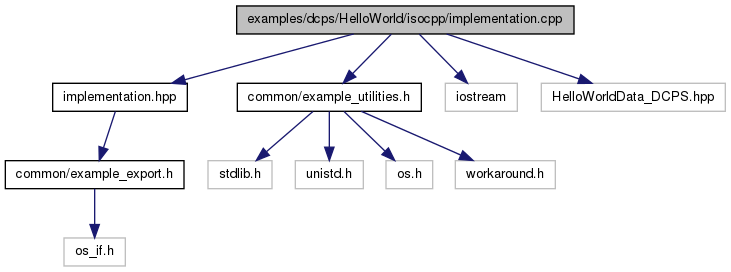 examples/dcps/HelloWorld/isocpp/implementation.cpp
implementation.hpp
common/example_utilities.h
iostream
HelloWorldData_DCPS.hpp
common/example_export.h
stdlib.h
unistd.h
os.h
workaround.h
os_if.h